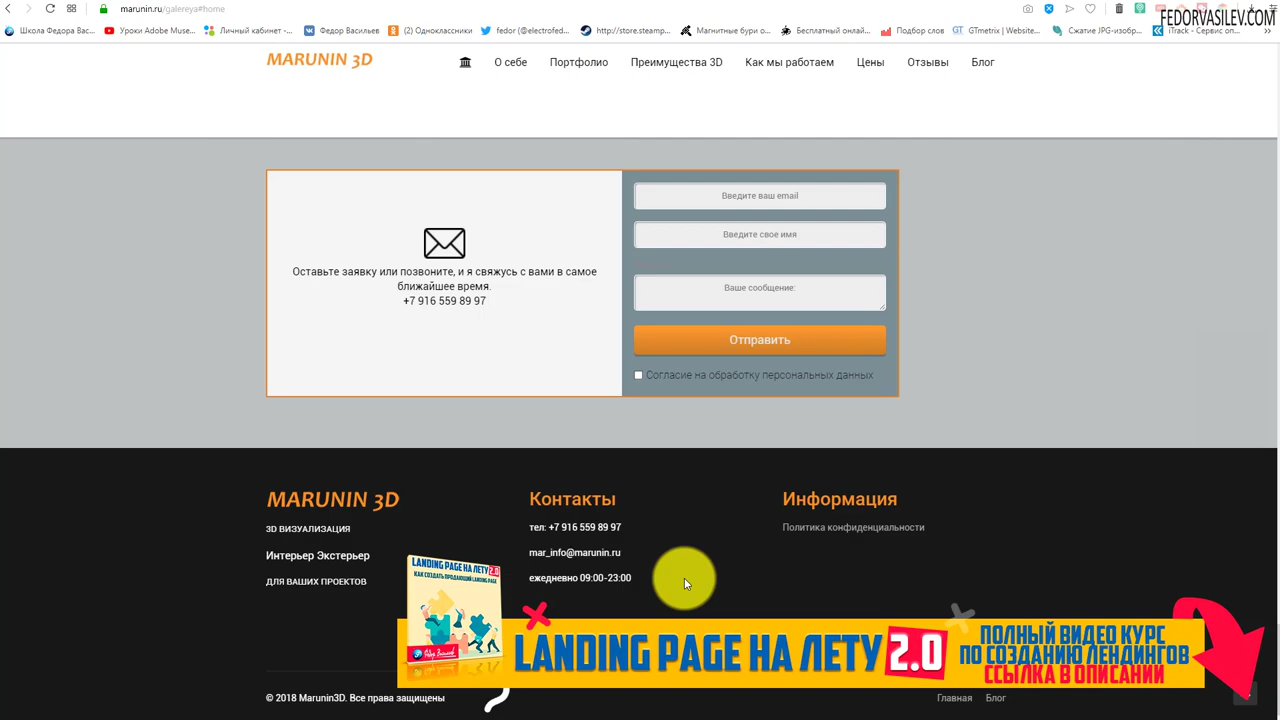 marunin.ru/galereya#home
FEDORVASILEV.COM
Школа Федора Вас...
Уроки Adobe Muse...
Личный кабинет -...
Федор Васильев
(2) Одноклассники
fedor (@electrofed...
http://store.steamp...
Магнитные бури о...
Бесплатный онлай...
Подбор слов
GTmetrix | Website...
Сжатие JPG-изобр...
iTrack - Сервис оп...
MARUNIN 3D
О себе
Портфолио
Преимущества 3D
Как мы работаем
Цены
Отзывы
Блог
Оставьте заявку или позвоните, и я свяжусь с вами в самое
ближайшее время.
+7 916 559 89 97
Введите ваш email
Введите свое имя
Ваше сообщение:
Отправить
Согласие на обработку персональных данных
MARUNIN 3D
3D ВИЗУАЛИЗАЦИЯ
Интерьер Экстерьер
ДЛЯ ВАШИХ ПРОЕКТОВ
Контакты
тел: +7 916 559 89 97
mar_info@marunin.ru
ежедневно 09:00-23:00
Информация
Политика конфиденциальности
LANDING PAGE НА ЛЕТУ 2.0
КАК СОЗДАТЬ ПРОДАЮЩИЙ LANDING PAGE
Федор Васильев
LANDING PAGE НА ЛЕТУ 2.0
ПОЛНЫЙ ВИДЕО КУРС
ПО СОЗДАНИЮ ЛЕНДИНГОВ
ССЫЛКА В ОПИСАНИИ
© 2018 Marunin3D. Все права защищены
Главная
Блог